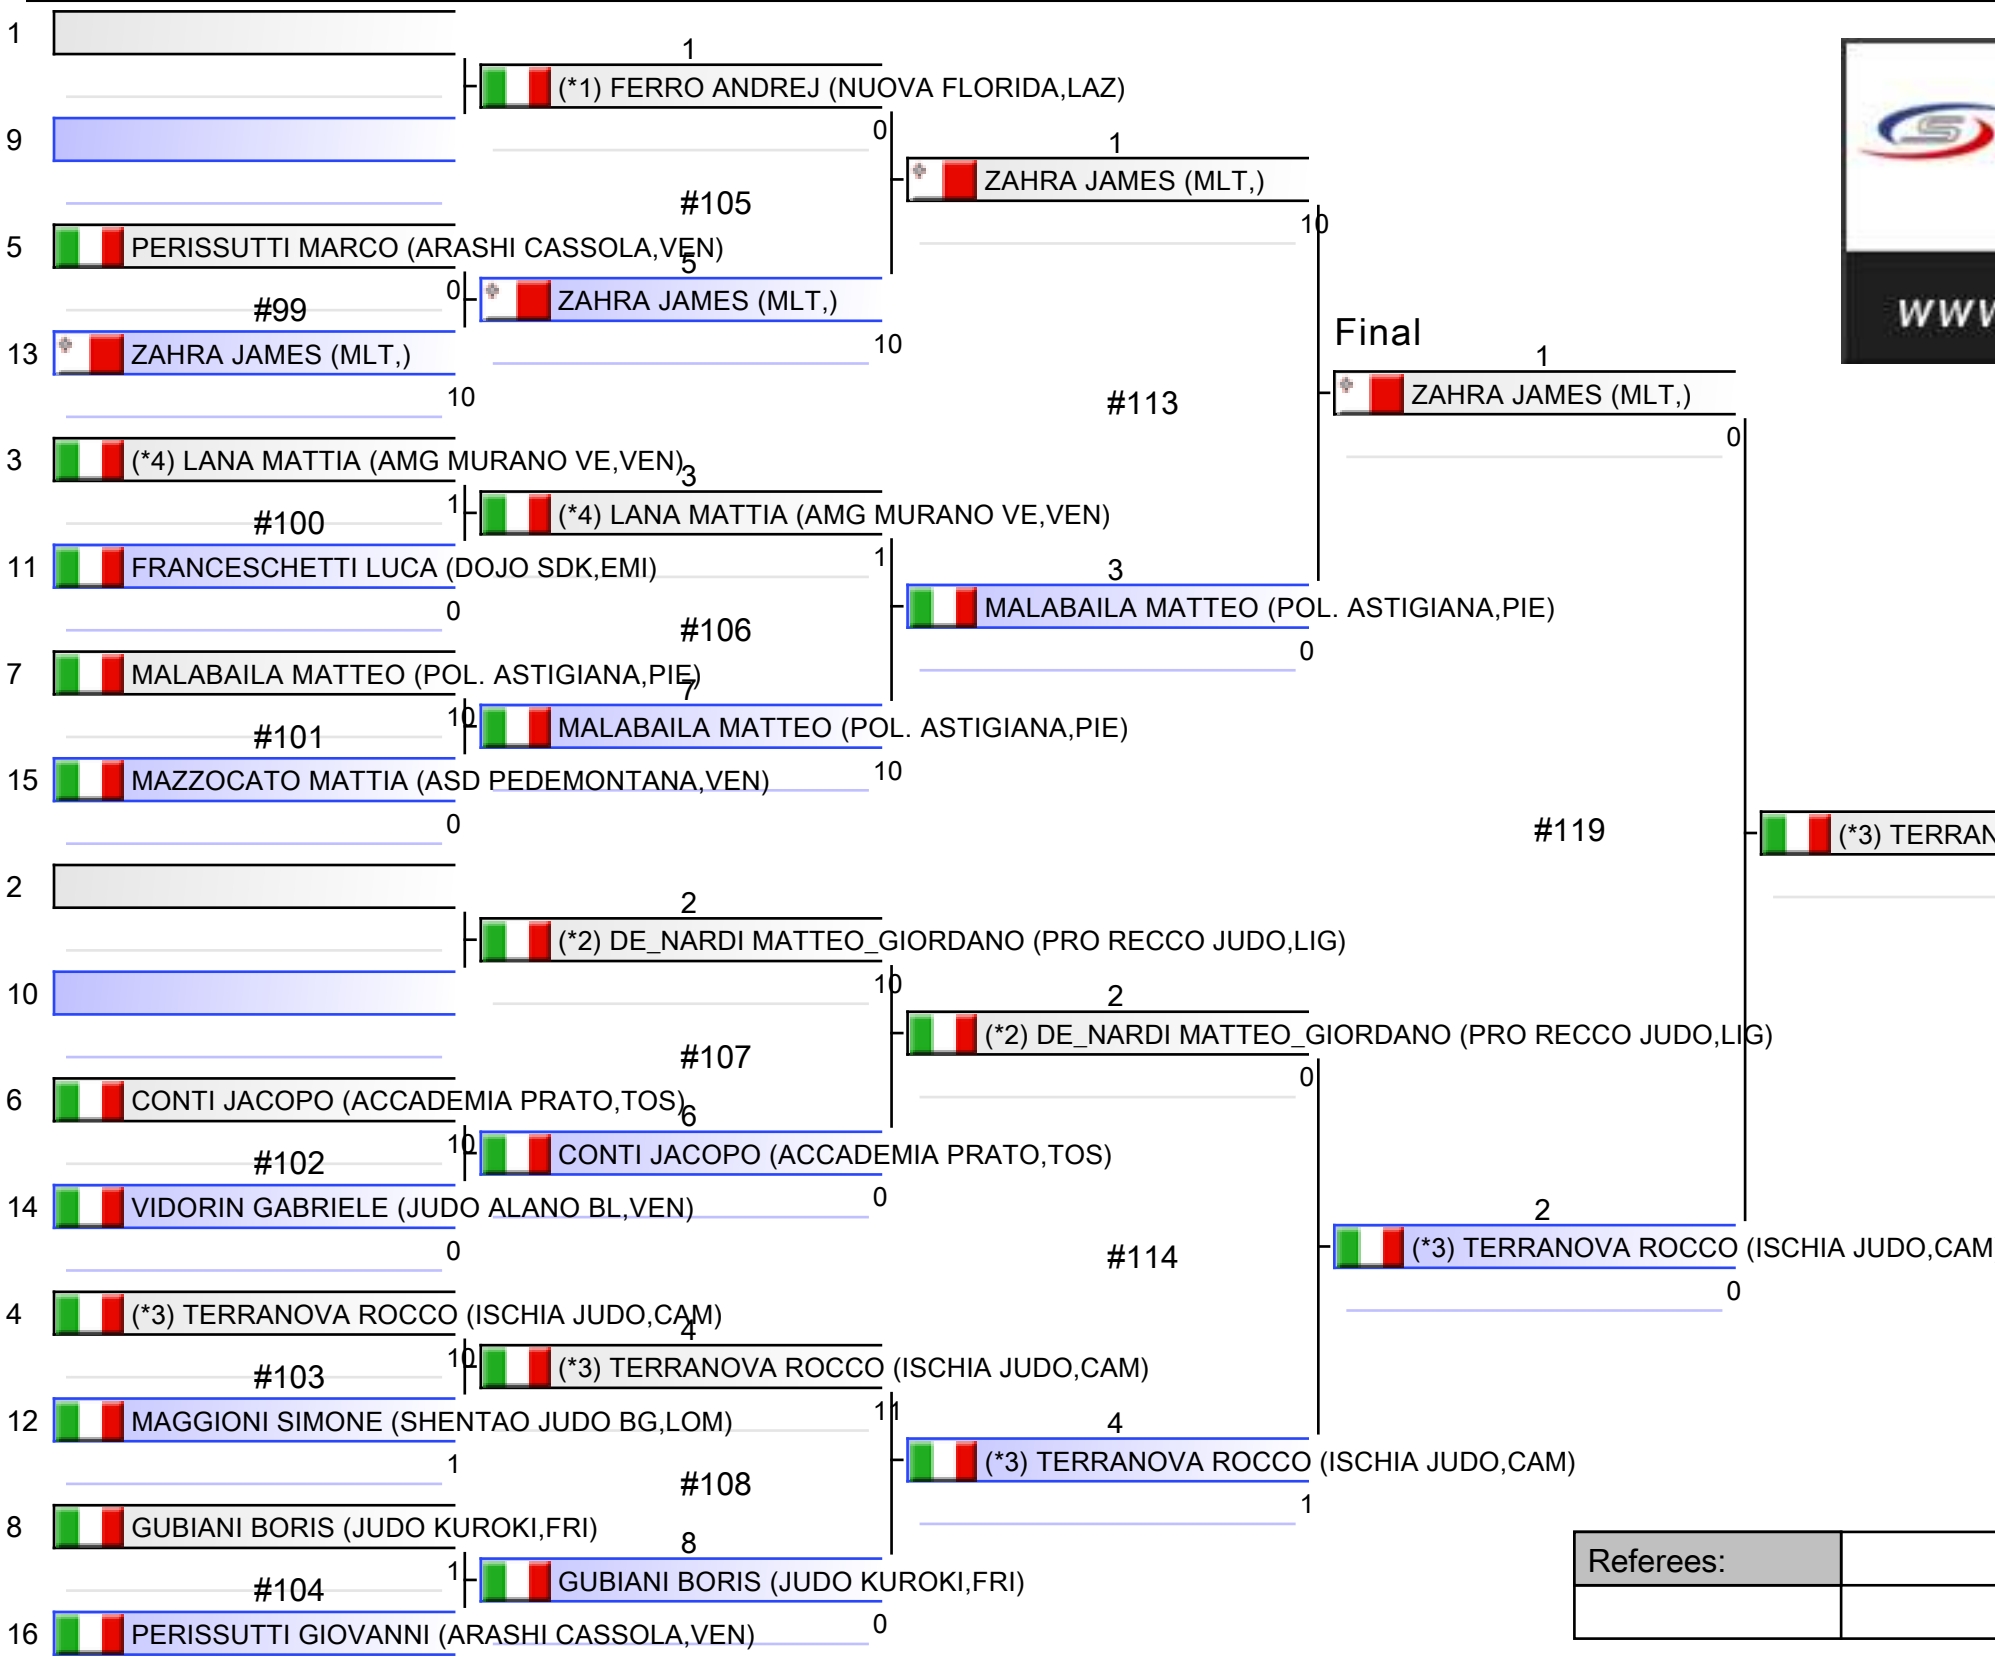 1
1
(*1) FERRO ANDREJ (NUOVA FLORIDA,LAZ)
0
9
1
ZAHRA JAMES (MLT,)
10
#105
5
PERISSUTTI MARCO (ARASHI CASSOLA,VEN)
0
5
ZAHRA JAMES (MLT,)
10
#99
13
ZAHRA JAMES (MLT,)
10
WWW
Final
1
ZAHRA JAMES (MLT,)
0
#113
3
(*4) LANA MATTIA (AMG MURANO VE,VEN)
1
3
(*4) LANA MATTIA (AMG MURANO VE,VEN)
1
#100
11
FRANCESCHETTI LUCA (DOJO SDK,EMI)
0
3
MALABAILA MATTEO (POL. ASTIGIANA,PIE)
0
#106
7
MALABAILA MATTEO (POL. ASTIGIANA,PIE)
10
7
MALABAILA MATTEO (POL. ASTIGIANA,PIE)
10
#101
15
MAZZOCATO MATTIA (ASD PEDEMONTANA,VEN)
0
#119
(*3) TERRAN
2
2
(*2) DE_NARDI MATTEO_GIORDANO (PRO RECCO JUDO,LIG)
10
10
2
(*2) DE_NARDI MATTEO_GIORDANO (PRO RECCO JUDO,LIG)
0
#107
6
CONTI JACOPO (ACCADEMIA PRATO,TOS)
10
6
CONTI JACOPO (ACCADEMIA PRATO,TOS)
0
#102
14
VIDORIN GABRIELE (JUDO ALANO BL,VEN)
0
#114
2
(*3) TERRANOVA ROCCO (ISCHIA JUDO,CAM
0
4
(*3) TERRANOVA ROCCO (ISCHIA JUDO,CAM)
10
4
(*3) TERRANOVA ROCCO (ISCHIA JUDO,CAM)
11
#103
12
MAGGIONI SIMONE (SHENTAO JUDO BG,LOM)
1
4
(*3) TERRANOVA ROCCO (ISCHIA JUDO,CAM)
1
#108
8
GUBIANI BORIS (JUDO KUROKI,FRI)
1
8
GUBIANI BORIS (JUDO KUROKI,FRI)
0
#104
16
PERISSUTTI GIOVANNI (ARASHI CASSOLA,VEN)
Referees: